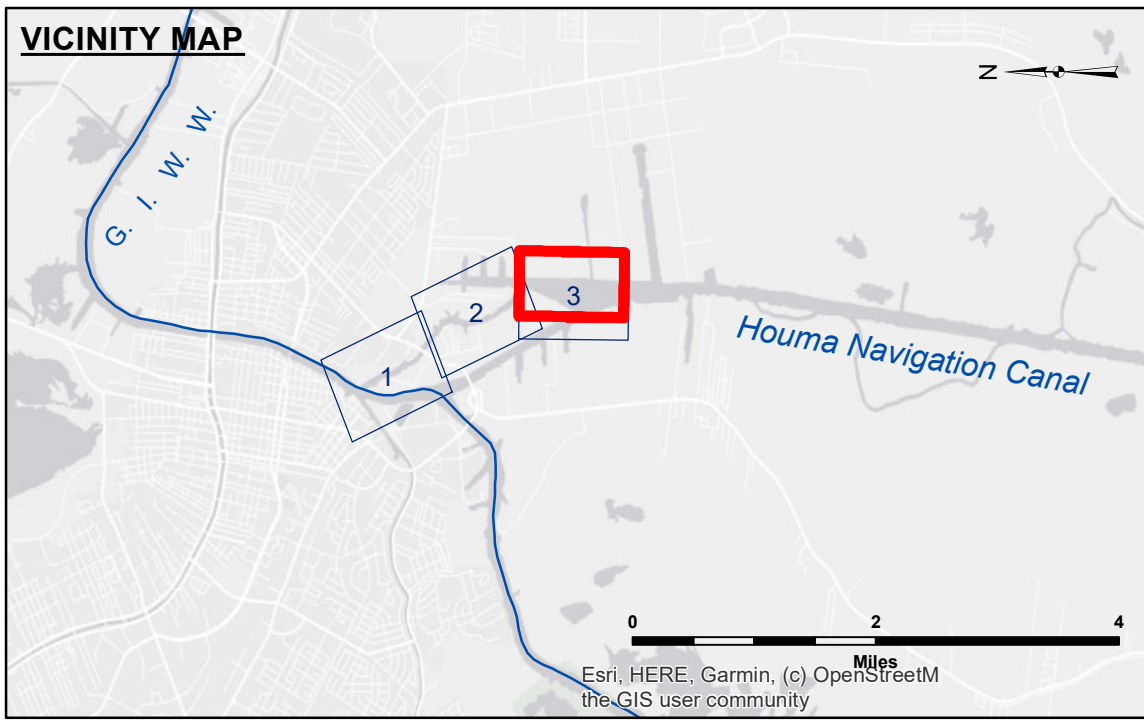 VICINITY MAP
N
G. I. W. W.
2
3
1
Houma Navigation Canal
0 2 4
Miles
Esri, HERE, Garmin, (c) OpenStreetM
the GIS user community